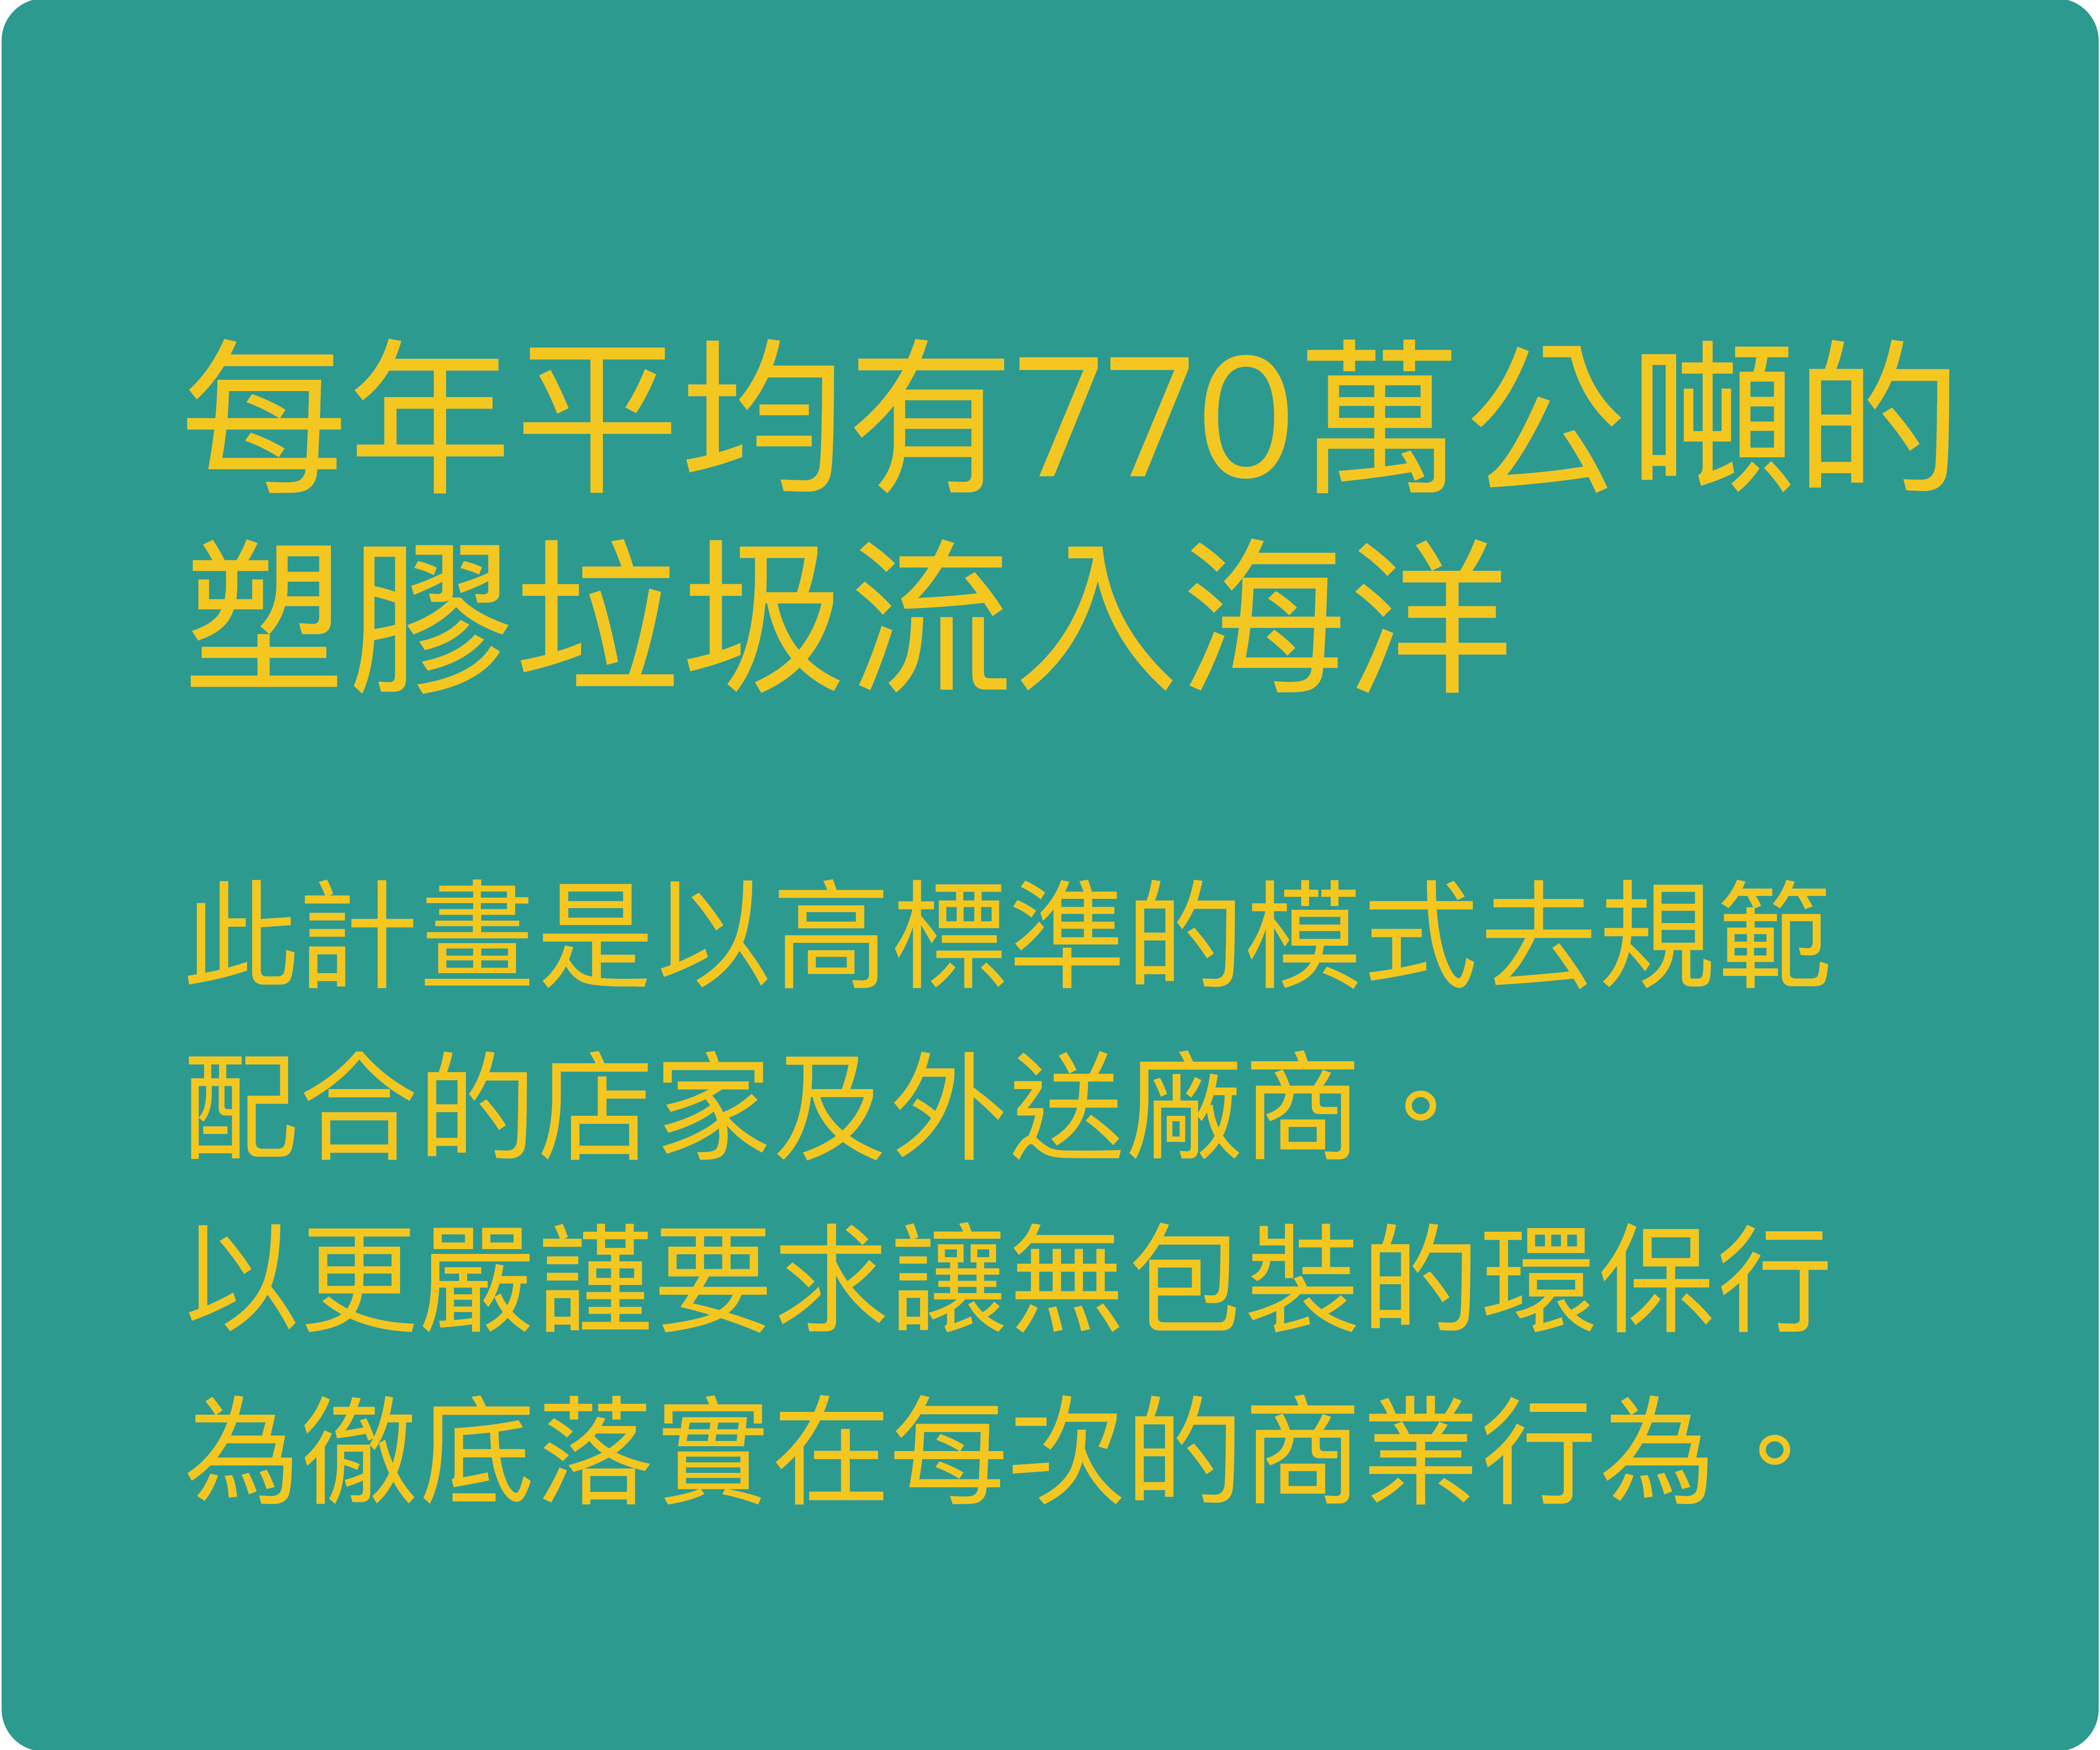 每年平均有770萬公噸的
塑膠垃圾流入海洋
此計畫是以高標準的模式去規範
配合的店家及外送廠商。
以更嚴謹要求讓無包裝的環保行
為徹底落實在每次的商業行為。